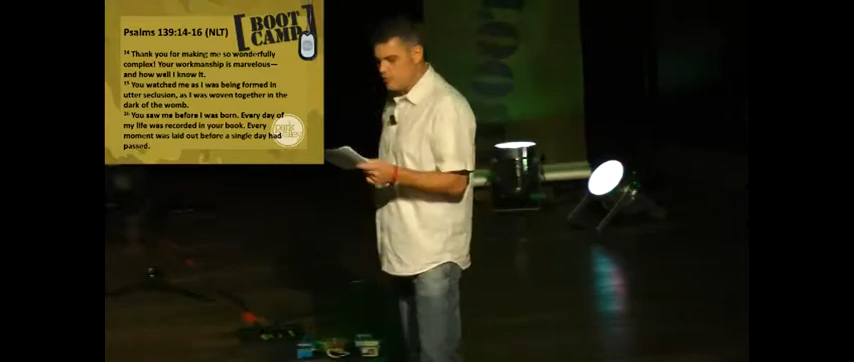 Psalms 139:14-16 (NLT)
BOOT
CAMP
14 Thank you for making me so wonderfully
complex! Your workmanship is marvelous—
and how well I know it.
15 You watched me as I was being formed in
utter seclusion, as I was woven together in the
dark of the womb.
16 You saw me before I was born. Every day of
my life was recorded in your book. Every
moment was laid out before a single day had
passed.